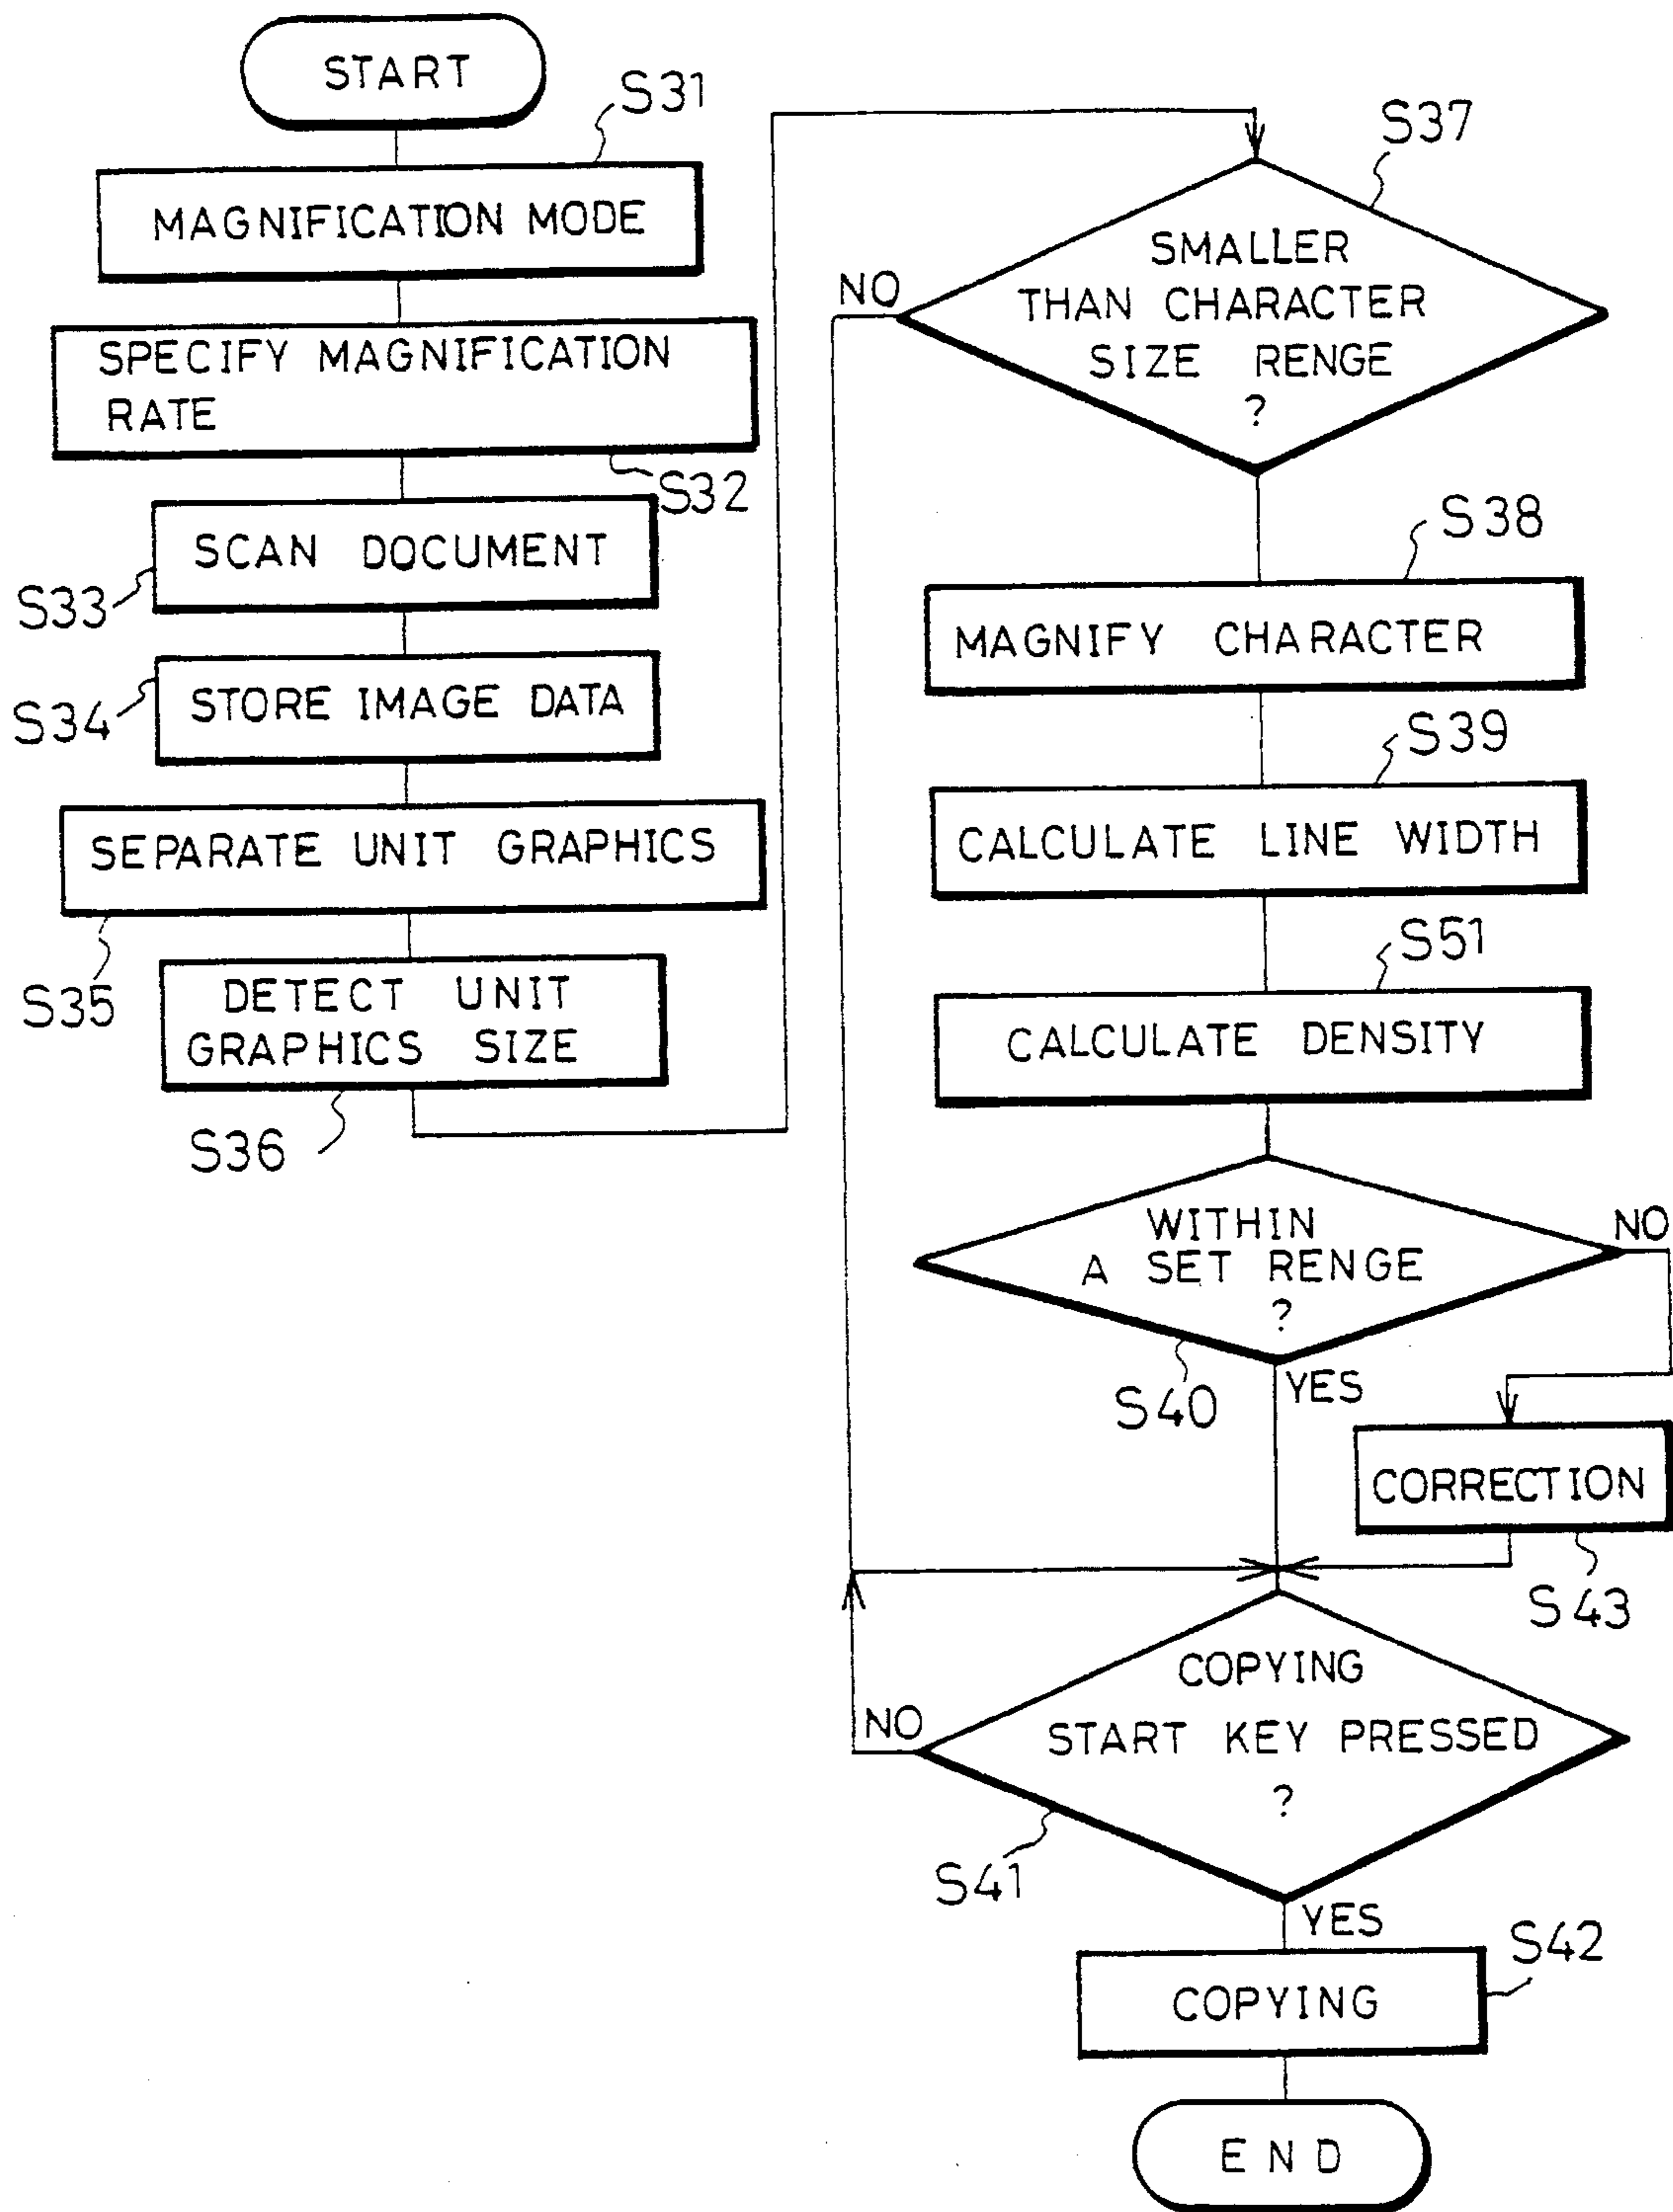 START
S31
MAGNIFICATION MODE
SPECIFY MAGNIFICATION
RATE
S32
SCAN DOCUMENT
S33
STORE IMAGE DATA
S34
SEPARATE UNIT GRAPHICS
S35
DETECT UNIT
GRAPHICS SIZE
S36
S37
SMALLER
THAN CHARACTER
SIZE RENGE
?
NO
S38
MAGNIFY CHARACTER
S39
CALCULATE LINE WIDTH
S51
CALCULATE DENSITY
WITHIN
A SET RENGE
?
NO
S40
YES
CORRECTION
S43
COPYING
START KEY PRESSED
?
NO
S41
YES
S42
COPYING
END